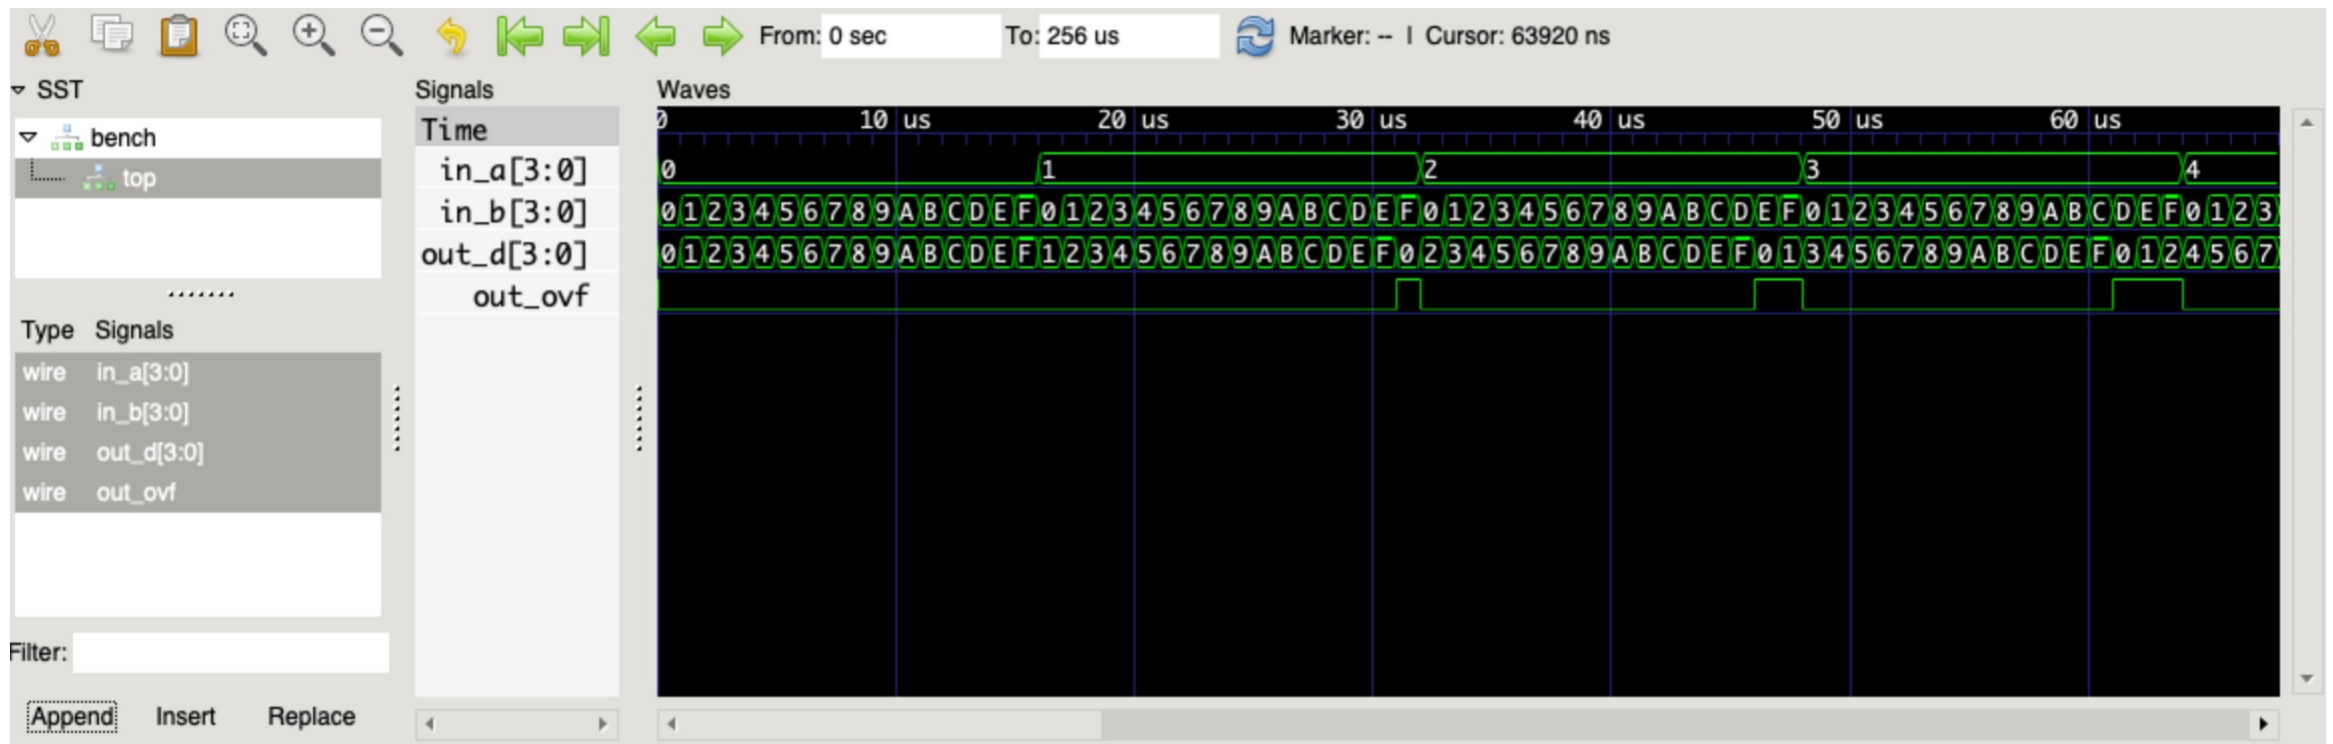 From: 0 sec To: 256 us Marker: -- | Cursor: 63920 ns
SST
bench
top
Type Signals
wire in_a[3:0]
wire in_b[3:0]
wire out_d[3:0]
wire out_ovf
Filter:
Append Insert Replace
Signals
Time
in_a[3:0]
in_b[3:0]
out_d[3:0]
out_ovf
Waves
0 10 us 20 us 30 us 40 us 50 us 60 us
0 1 2 3 4
0 1 2 3 4 5 6 7 8 9 A B C D E F 0 1 2 3 4 5 6 7 8 9 A B C D E F 0 1 2 3 4 5 6 7 8 9 A B C D E F 0 1 2 3 4 5 6 7 8 9 A B C D E F 0 1 2 3
0 1 2 3 4 5 6 7 8 9 A B C D E F 1 2 3 4 5 6 7 8 9 A B C D E F 0 2 3 4 5 6 7 8 9 A B C D E F 0 1 3 4 5 6 7 8 9 A B C D E F 0 1 2 4 5 6 7